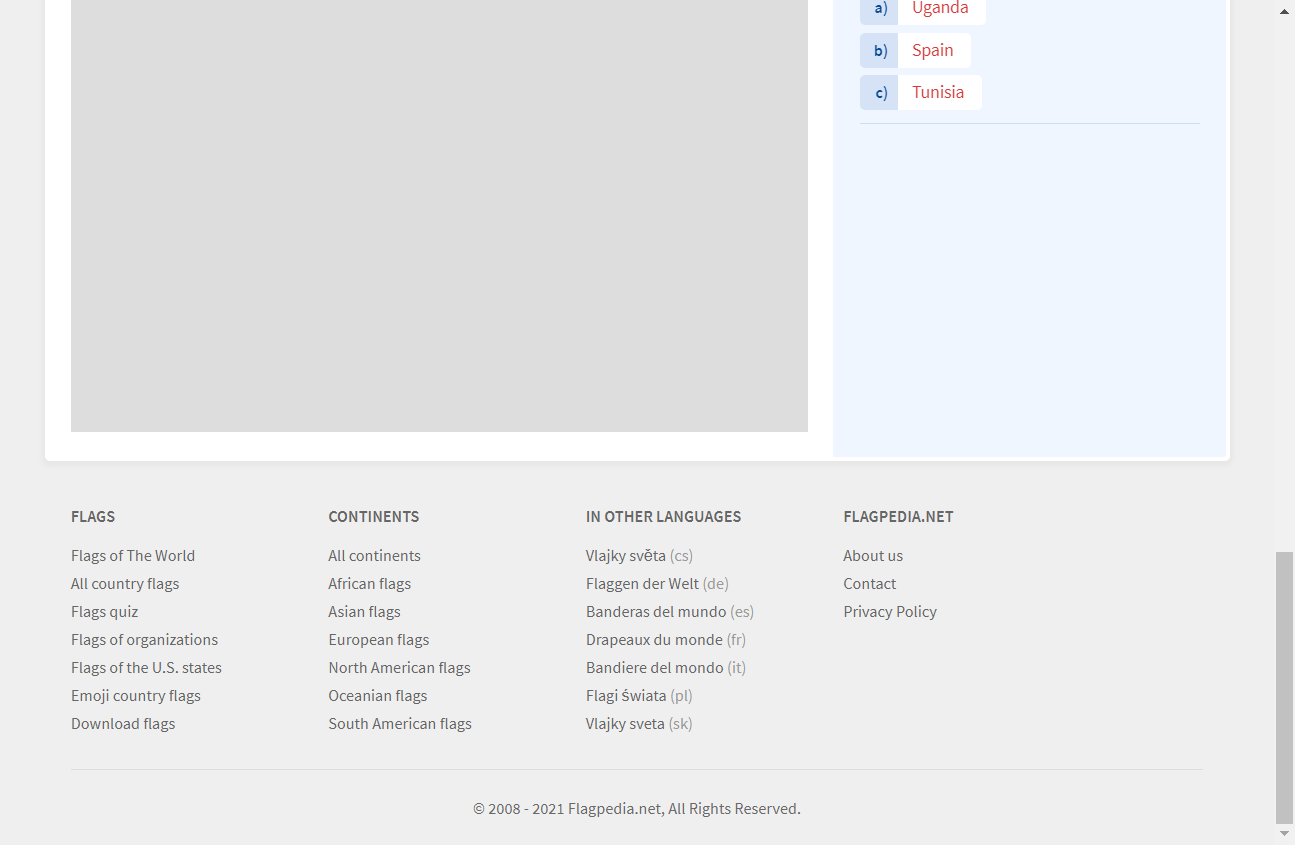 a) Uganda
b) Spain
c) Tunisia
FLAGS
Flags of The World
All country flags
Flags quiz
Flags of organizations
Flags of the U.S. states
Emoji country flags
Download flags
CONTINENTS
All continents
African flags
Asian flags
European flags
North American flags
Oceanian flags
South American flags
IN OTHER LANGUAGES
Vlajky světa (cs)
Flaggen der Welt (de)
Banderas del mundo (es)
Drapeaux du monde (fr)
Bandiere del mondo (it)
Flagi świata (pl)
Vlajky sveta (sk)
FLAGPEDIA.NET
About us
Contact
Privacy Policy
© 2008 - 2021 Flagpedia.net, All Rights Reserved.